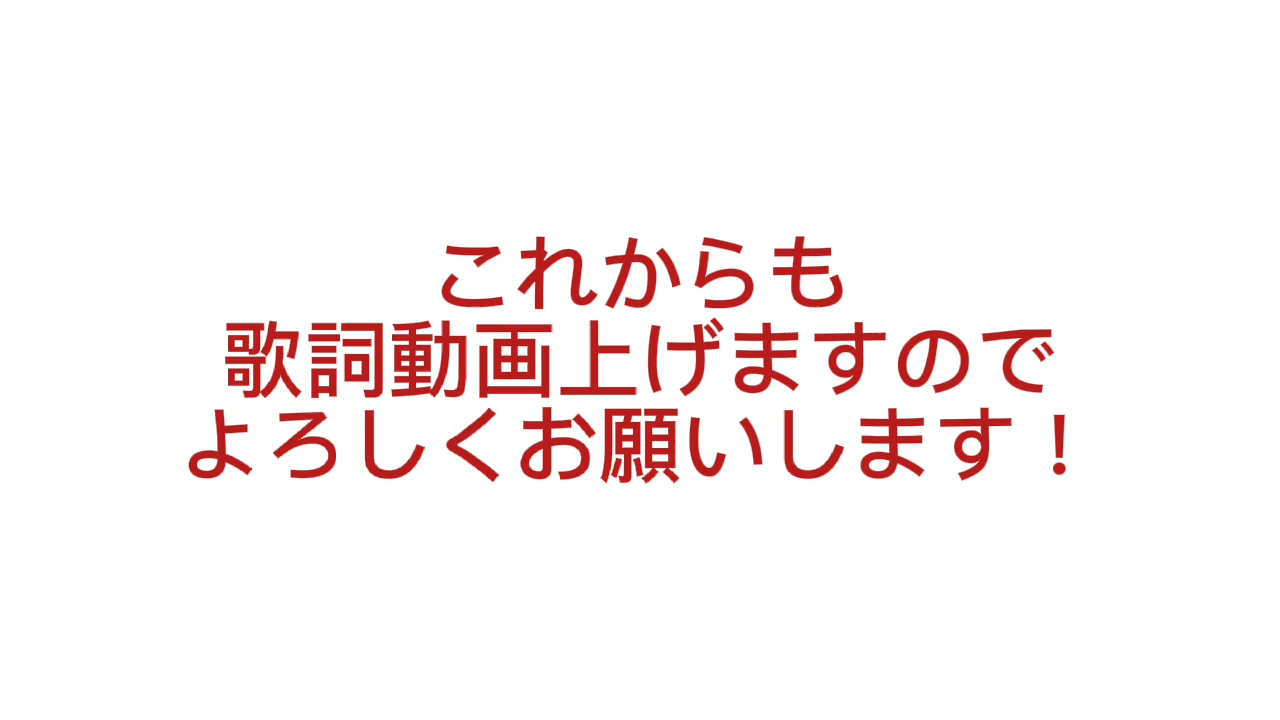 これからも
歌詞動画上げますので
よろしくお願いします！